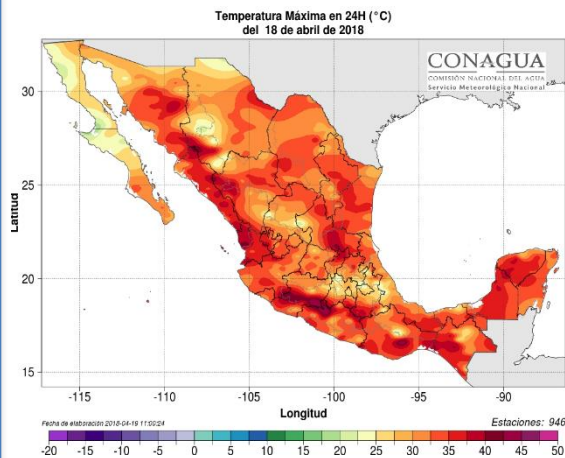 Temperatura Máxima en 24H (°C)
del 18 de abril de 2018
CONAGUA
COMISIÓN NACIONAL DEL AGUA
Servicio Meteorológico Nacional
30
25
20
15
Latitud
-115 -110 -105 -100 -95 -90
Longitud
Fecha de elaboración 2018-04-19 11:00:24
Estaciones: 946
-20 -15 -10 -5 0 5 10 15 20 25 30 35 40 45 50